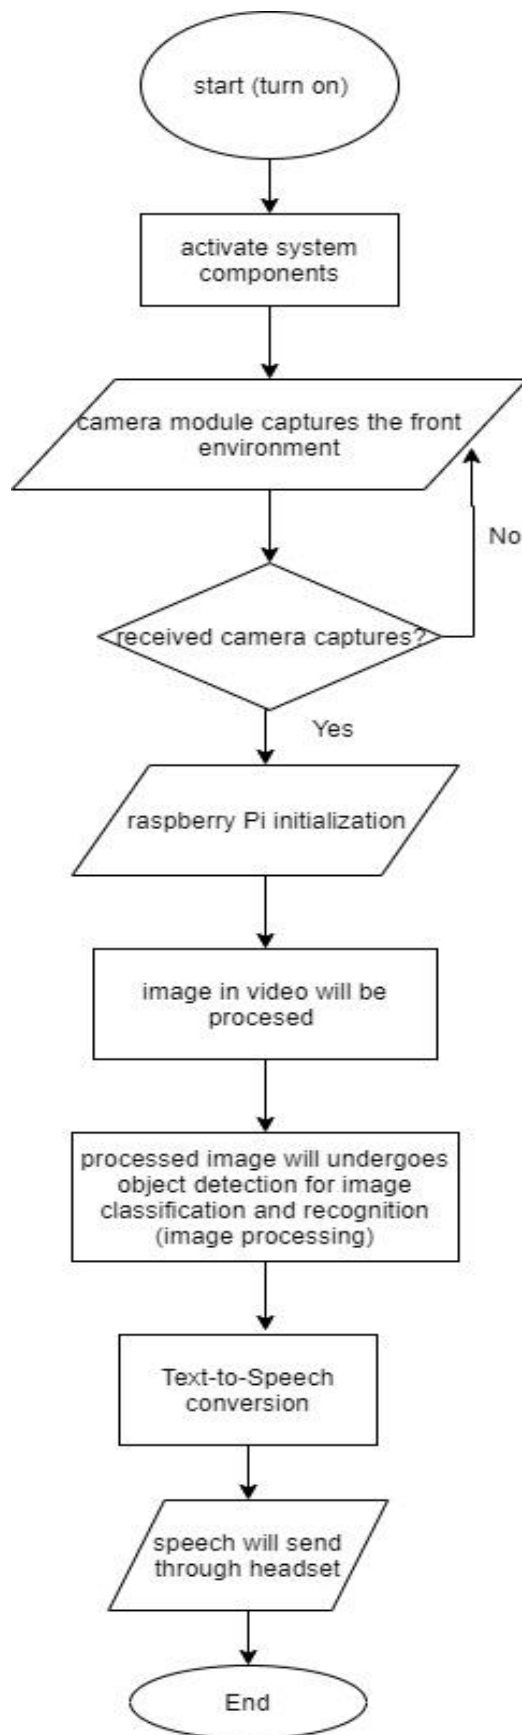 start (turn on)
activate system
components
camera module captures the front
environment
No
received camera captures?
Yes
raspberry Pi initialization
image in video will be
procesed
processed image will undergoes
object detection for image
classification and recognition
(image processing)
Text-to-Speech
conversion
speech will send
through headset
End